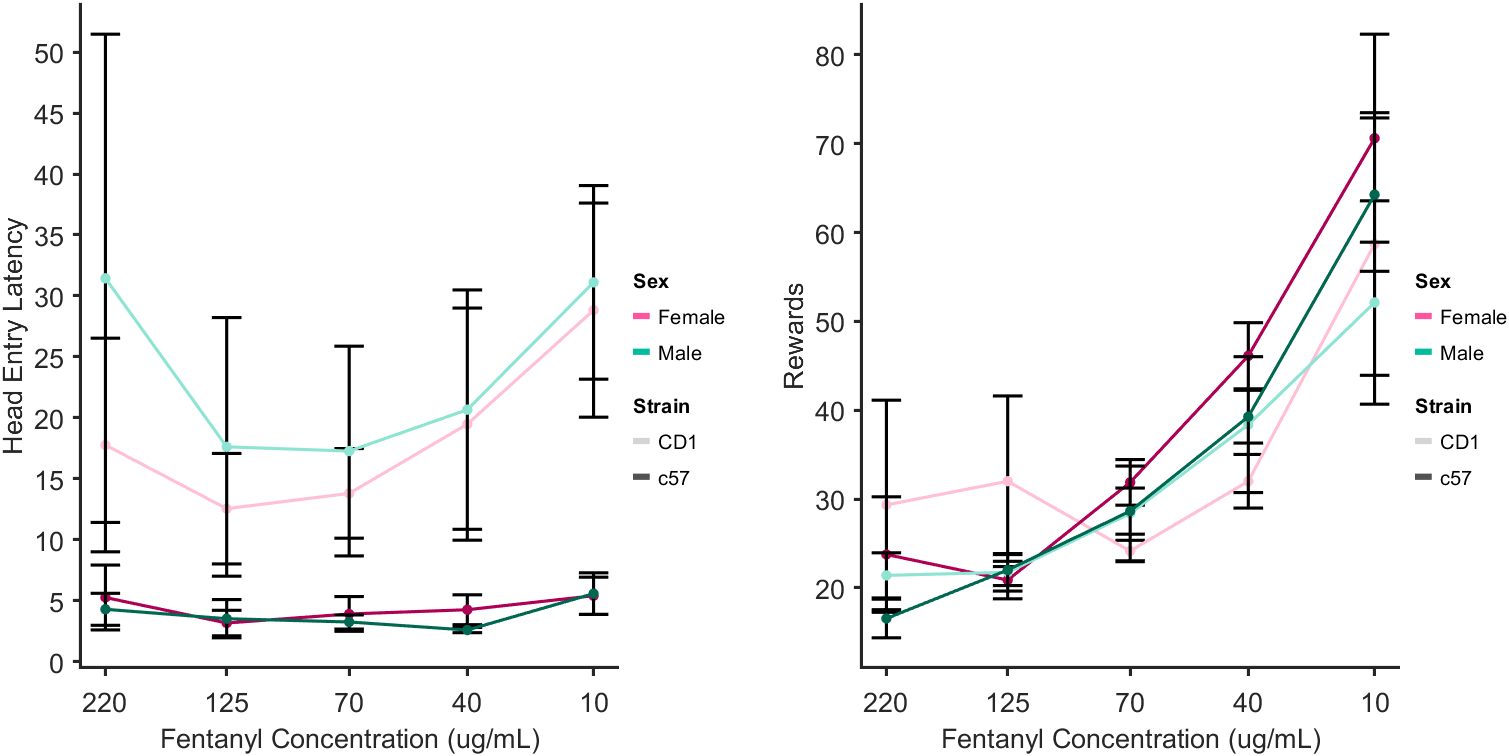 Head Entry Latency
50
45
40
35
30
25
20
15
10
5
0
220 125 70 40 10
Fentanyl Concentration (ug/mL)
Sex
Female
Male
Strain
CD1
c57
Rewards
80
70
60
50
40
30
20
220 125 70 40 10
Fentanyl Concentration (ug/mL)
Sex
Female
Male
Strain
CD1
c57